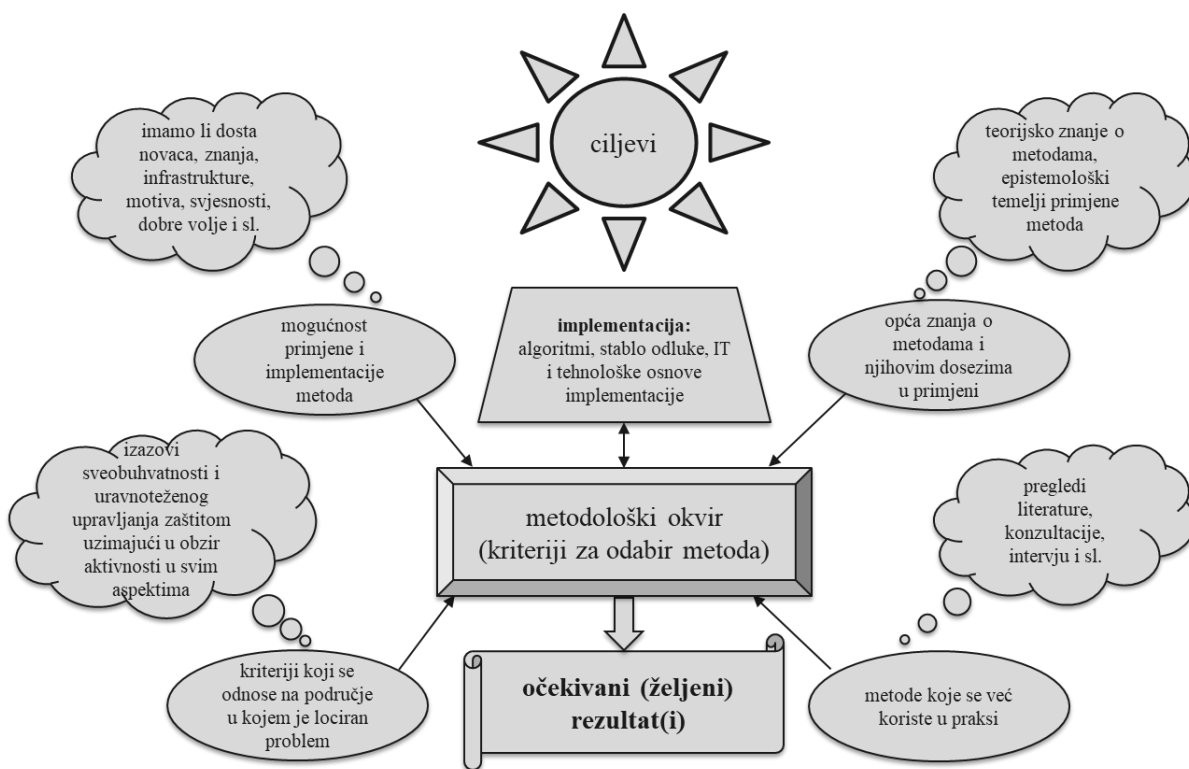 ciljevi
imamo li dosta
novaca, znanja,
infrastrukture,
motiva, svjesnosti,
dobre volje i sl.
teorijsko znanje o
metodama,
epistemološki
temelji primjene
metoda
mogućnost
primjene i
implementacije
metoda
implementacija:
algoritmi, stablo odluke, IT
i tehnološke osnove
implementacije
opća znanja o
metodama i
njihovim dosezima
u primjeni
izazovi
sveobuhvatnosti i
uravnoteženog
upravljanja zaštitom
uzimajući u obzir
aktivnosti u svim
aspektima
metodološki okvir
(kriteriji za odabir metoda)
pregledi
literature,
konzultacije,
intervju i sl.
kriteriji koji se
odnose na područje
u kojem je lociran
problem
očekivani (željeni)
rezultat(i)
metode koje se već
koriste u praksi